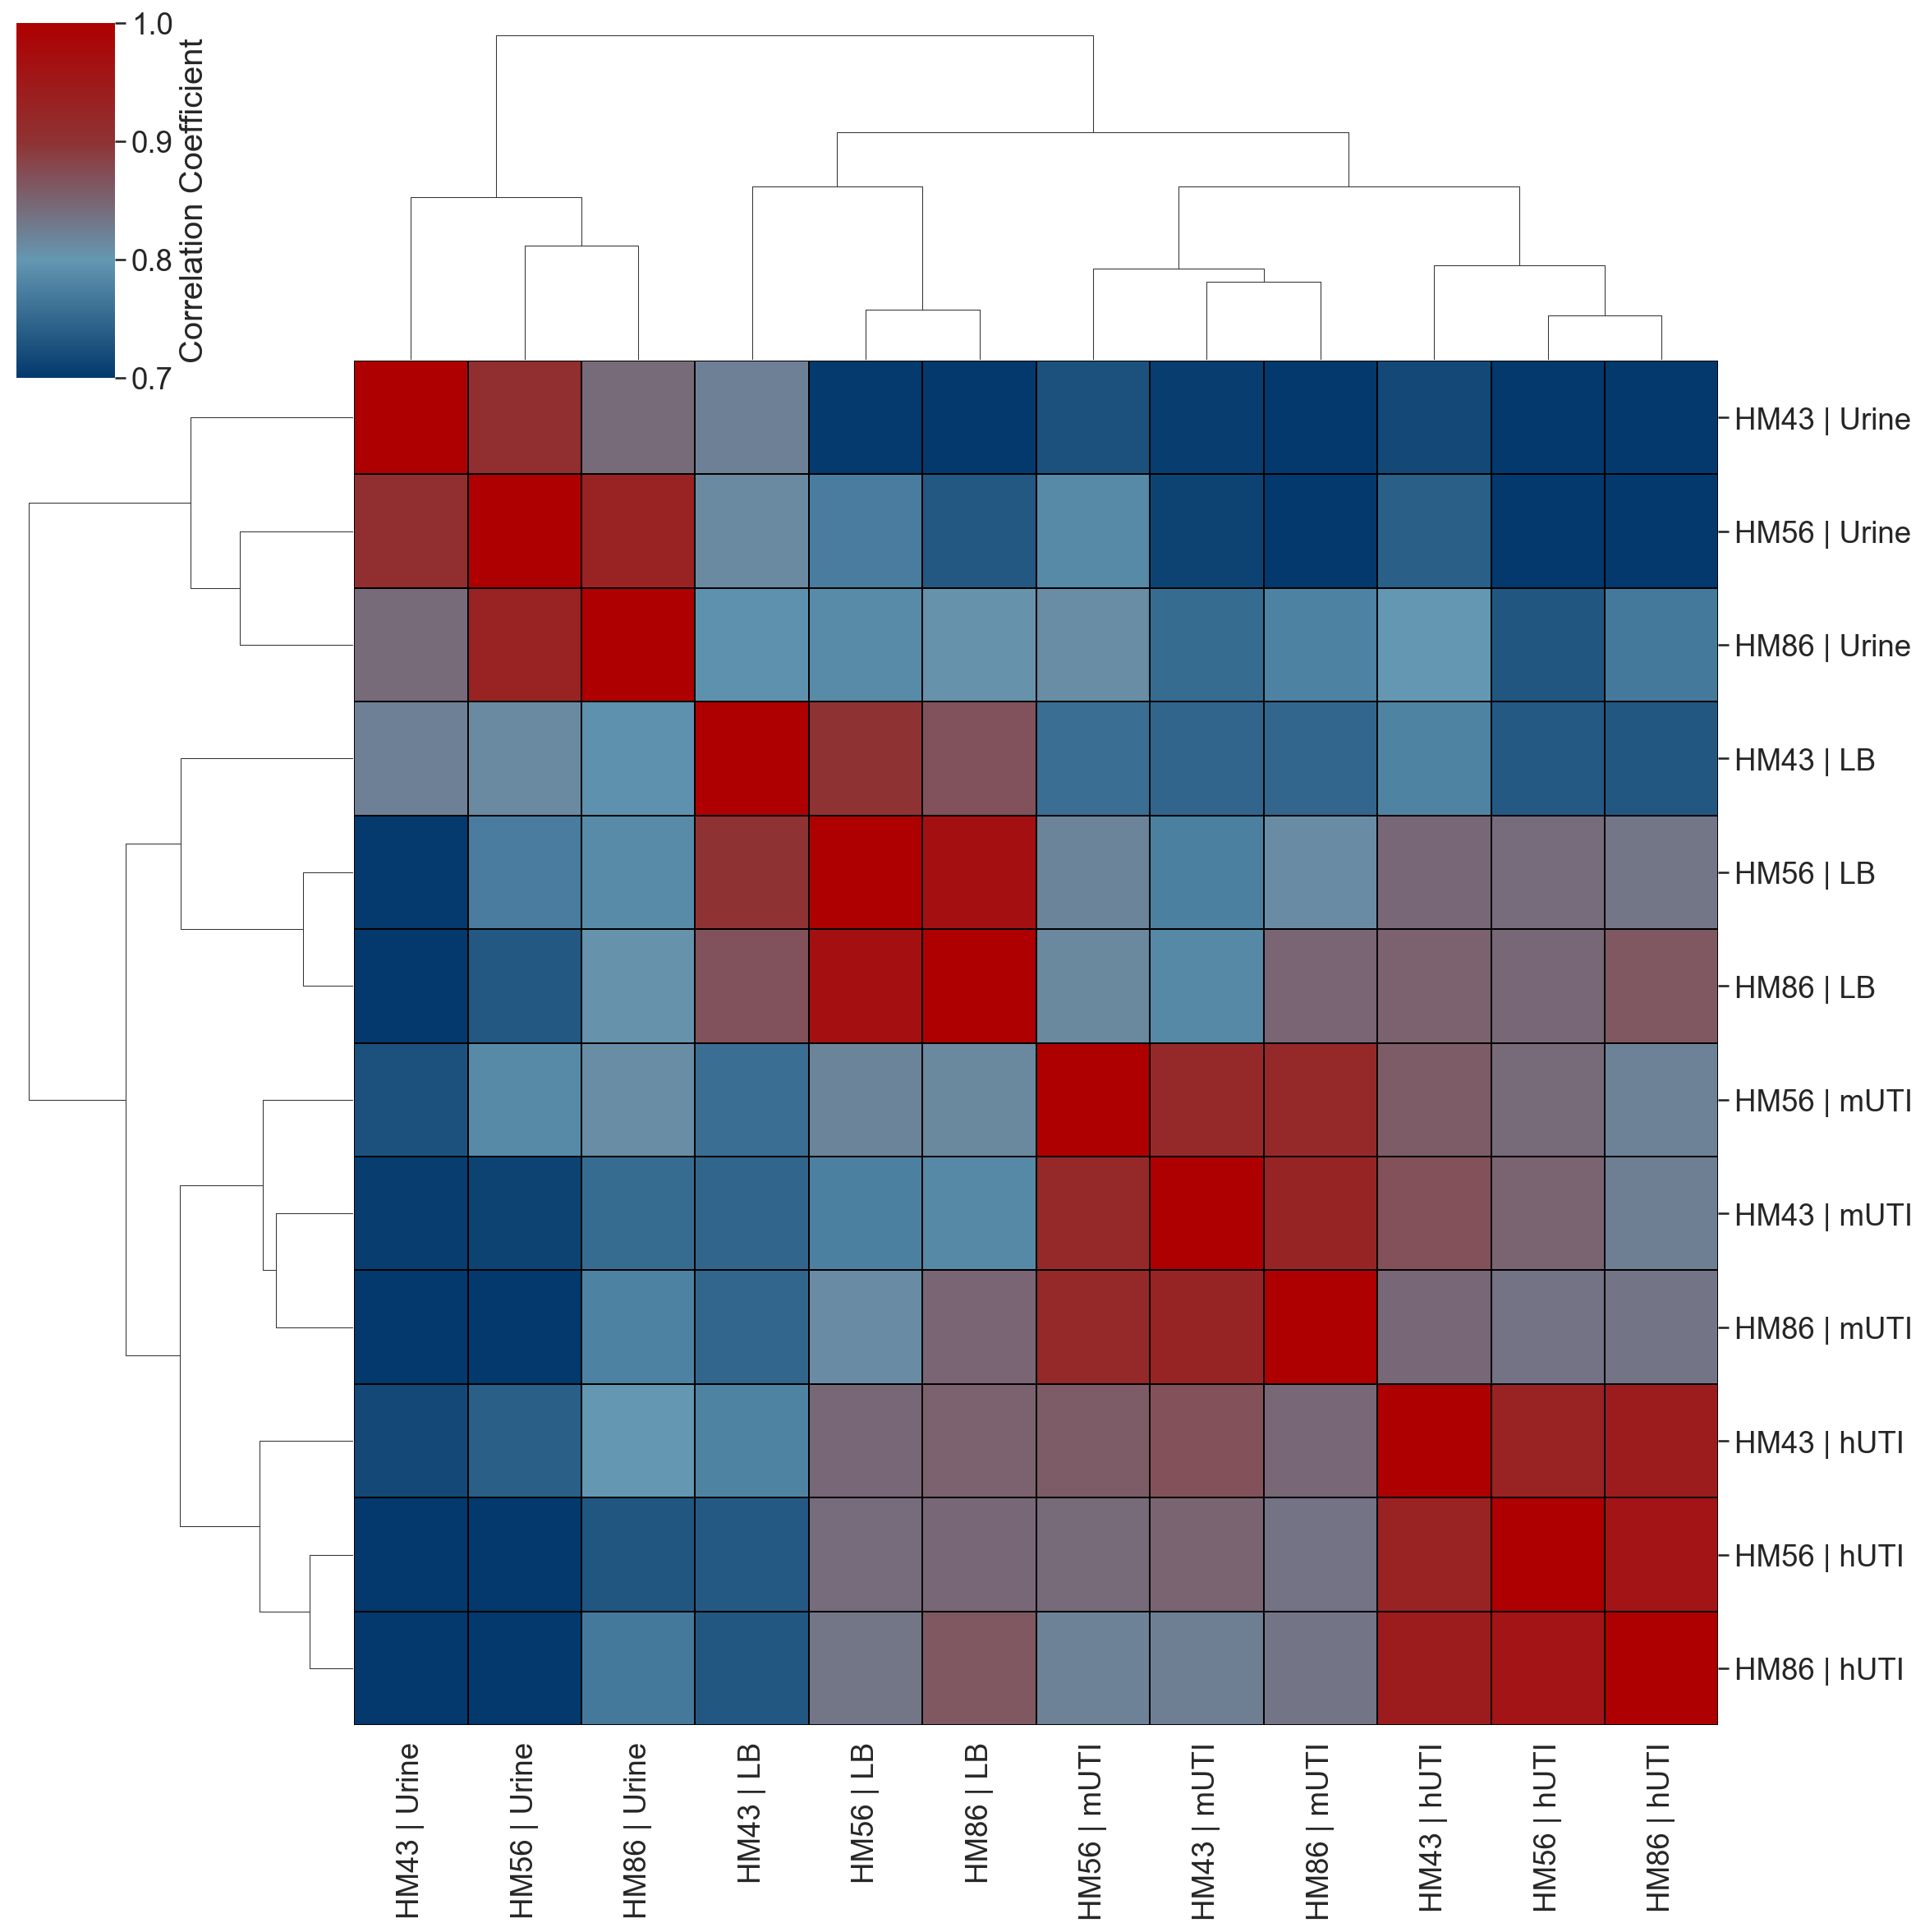 1.0
0.9
0.8
0.7
Correlation Coefficient
HM43 | Urine
HM56 | Urine
HM86 | Urine
HM43 | LB
HM56 | LB
HM86 | LB
HM56 | mUTI
HM43 | mUTI
HM86 | mUTI
HM43 | hUTI
HM56 | hUTI
HM86 | hUTI
HM43 | Urine
HM56 | Urine
HM86 | Urine
HM43 | LB
HM56 | LB
HM86 | LB
HM56 | mUTI
HM43 | mUTI
HM86 | mUTI
HM43 | hUTI
HM56 | hUTI
HM86 | hUTI